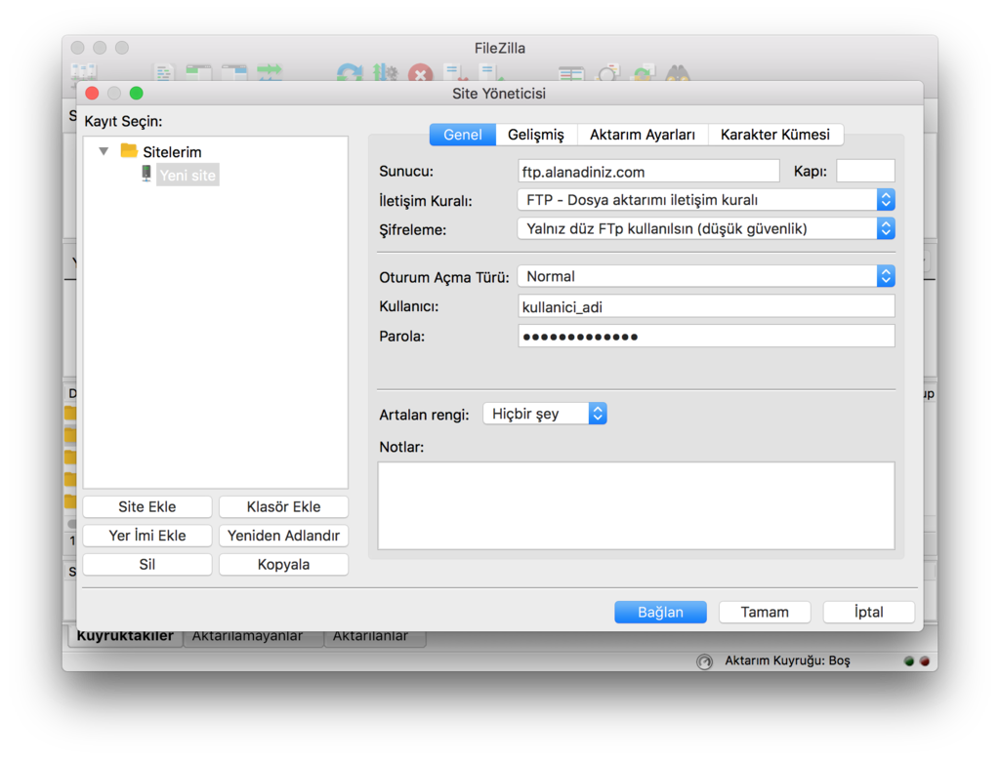 FileZilla
Site Yöneticisi
Kayıt Seçin:
Sitelerim
Yeni site
Genel Gelişmiş Aktarım Ayarları Karakter Kümesi
Sunucu: ftp.alanadiniz.com Kapı:
İletişim Kuralı: FTP - Dosya aktarımı iletişim kuralı
Şifreleme: Yalnız düz FTp kullanılsın (düşük güvenlik)
Oturum Açma Türü: Normal
Kullanıcı: kullanici_adi
Parola: •••••••••••••
Artalan rengi: Hiçbir şey
Notlar:
Site Ekle Klasör Ekle
Yer İmi Ekle Yeniden Adlandır
Sil Kopyala
Bağlan Tamam İptal
Kuyruktakiler Aktarılamayanlar Aktarılanlar
Aktarım Kuyruğu: Boş